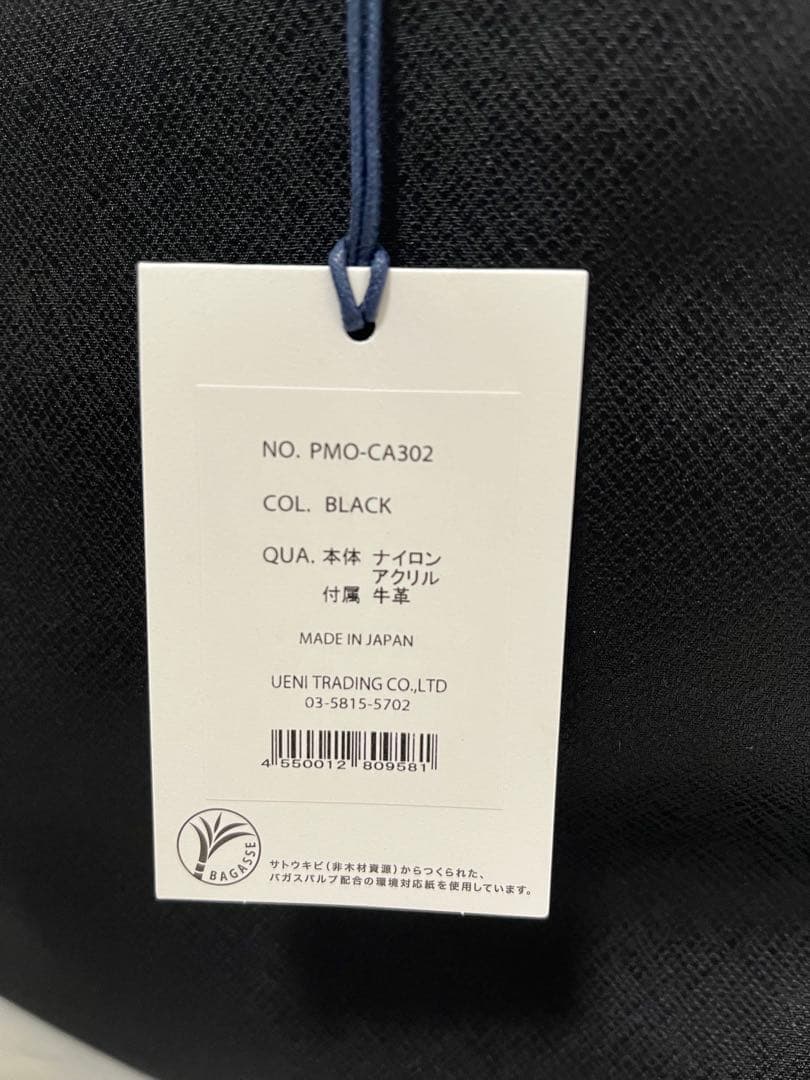 NO. PMO-CA302
COL. BLACK
QUA. 本体 ナイロン
アクリル
付属 牛革
MADE IN JAPAN
UENI TRADING CO.,LTD
03-5815-5702
4 550012 809581
BAGASSE
サトウキビ(非木材資源)からつくられた、
バガスパルプ配合の環境対応紙を使用しています。